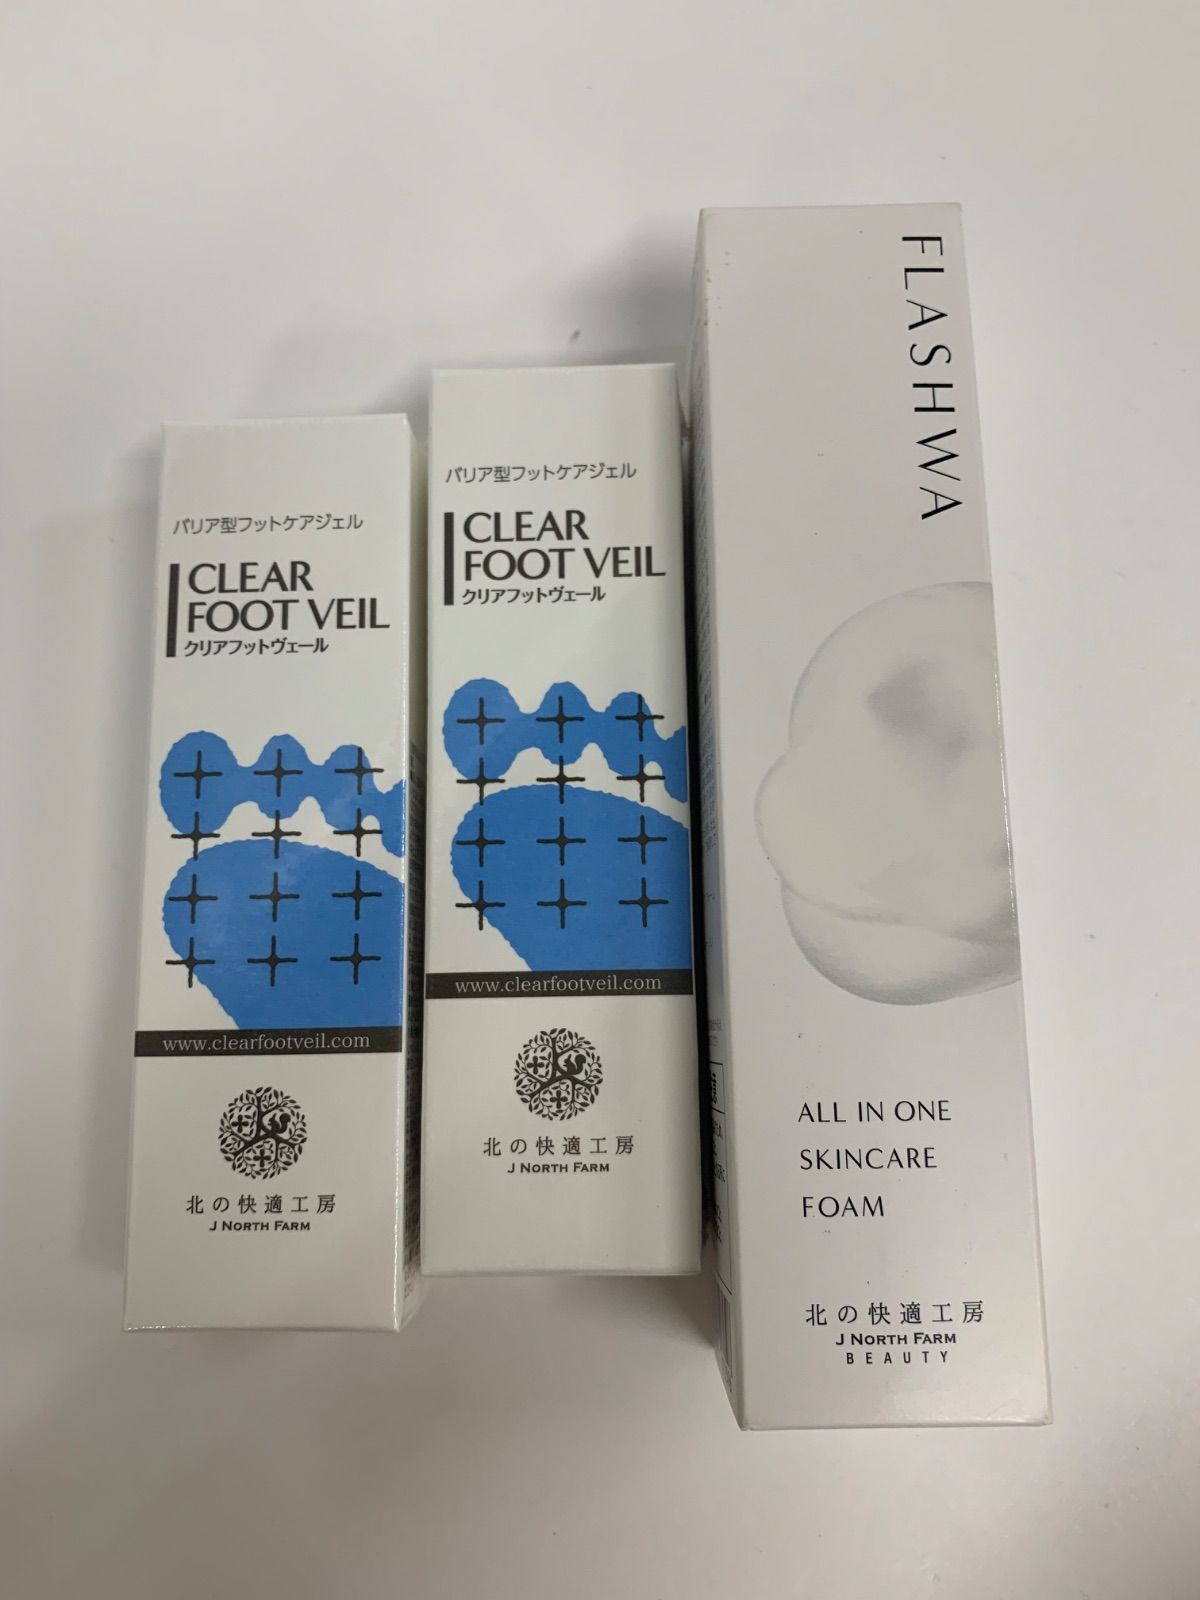 バリア型フットケアジェル
CLEAR
FOOT VEIL
クリアフットヴェール
www.clearfootveil.com
北の快適工房
J NORTH FARM
バリア型フットケアジェル
CLEAR
FOOT VEIL
クリアフットヴェール
www.clearfootveil.com
北の快適工房
J NORTH FARM
FLASHWA
ALL IN ONE
SKINCARE
FOAM
北の快適工房
J NORTH FARM
BEAUTY